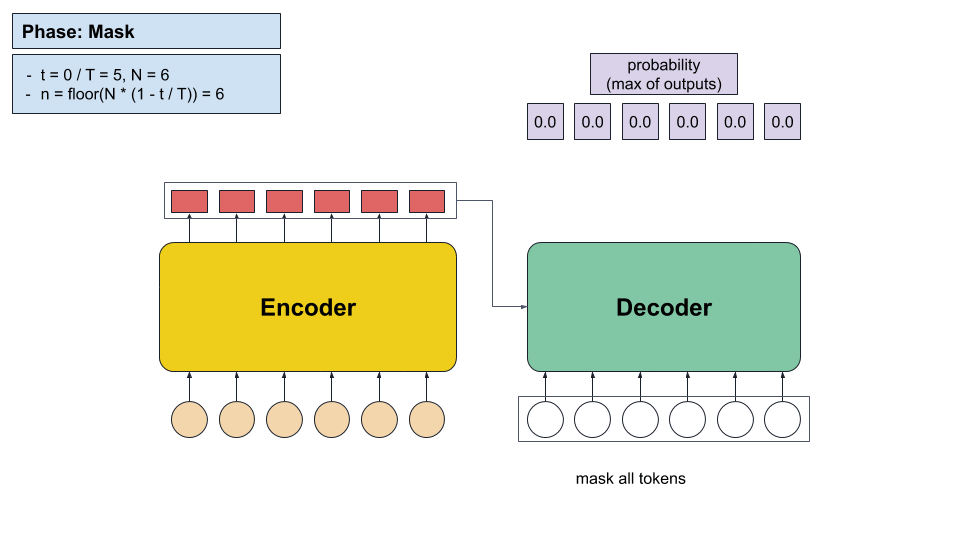 Phase: Mask
- t = 0 / T = 5, N = 6
- n = floor(N * (1 - t / T)) = 6
probability
(max of outputs)
0.0 0.0 0.0 0.0 0.0 0.0
Encoder
Decoder
mask all tokens